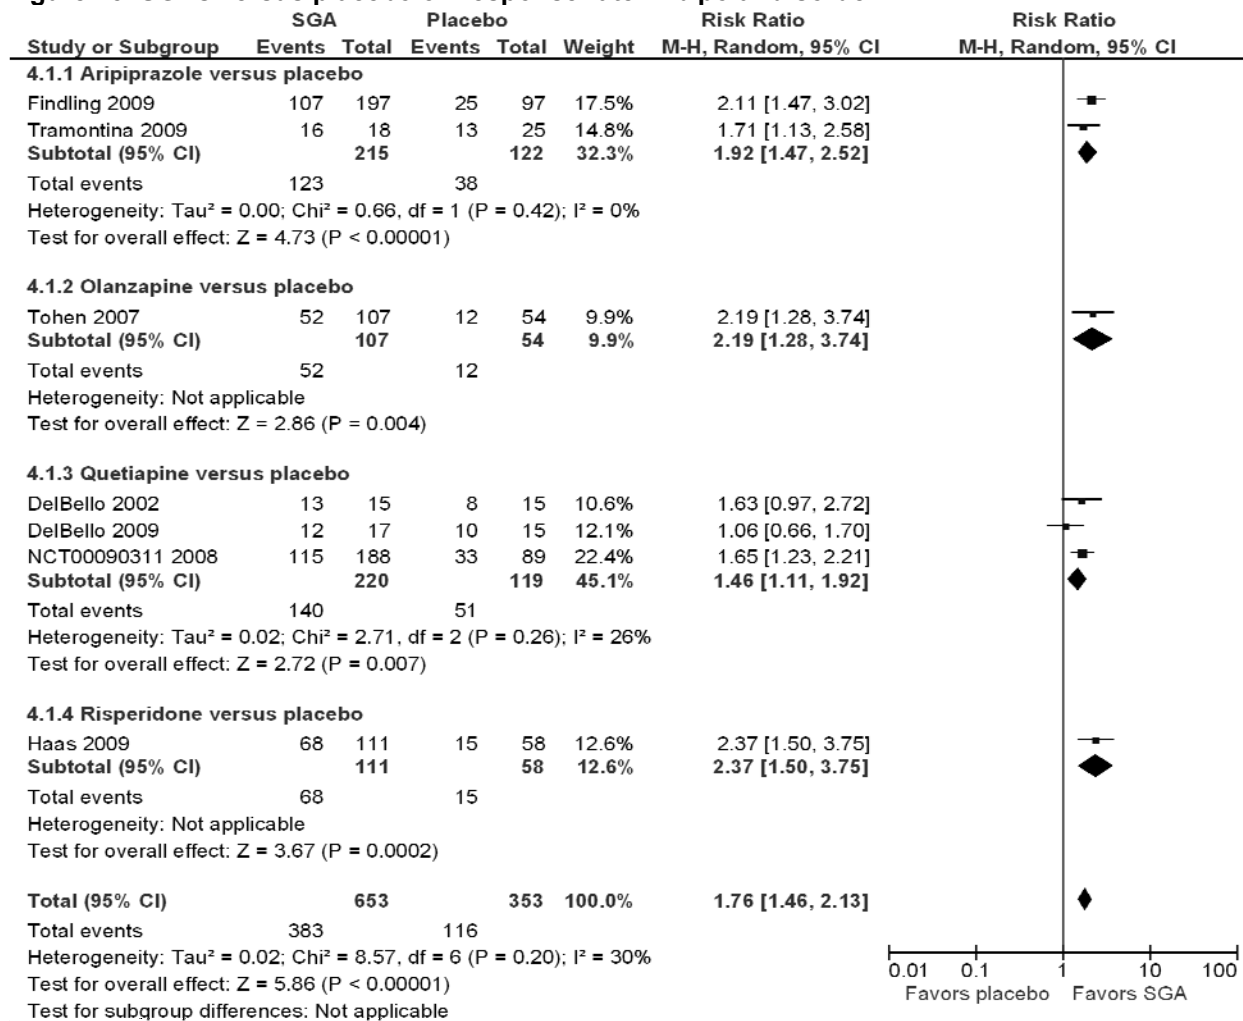 SGA Placebo Risk Ratio Risk Ratio
Study or Subgroup Events Total Events Total Weight M-H, Random, 95% CI M-H, Random, 95% CI
4.1.1 Aripiprazole versus placebo
Findling 2009 107 197 25 97 17.5% 2.11 [1.47, 3.02]
Tramontina 2009 16 18 13 25 14.8% 1.71 [1.13, 2.58]
Subtotal (95% CI) 215 122 32.3% 1.92 [1.47, 2.52]
Total events 123 38
Heterogeneity: Tau² = 0.00; Chi² = 0.66, df = 1 (P = 0.42); I² = 0%
Test for overall effect: Z = 4.73 (P < 0.00001)
4.1.2 Olanzapine versus placebo
Tohen 2007 52 107 12 54 9.9% 2.19 [1.28, 3.74]
Subtotal (95% CI) 107 54 9.9% 2.19 [1.28, 3.74]
Total events 52 12
Heterogeneity: Not applicable
Test for overall effect: Z = 2.86 (P = 0.004)
4.1.3 Quetiapine versus placebo
DelBello 2002 13 15 8 15 10.6% 1.63 [0.97, 2.72]
DelBello 2009 12 17 10 15 12.1% 1.06 [0.66, 1.70]
NCT00090311 2008 115 188 33 89 22.4% 1.65 [1.23, 2.21]
Subtotal (95% CI) 220 119 45.1% 1.46 [1.11, 1.92]
Total events 140 51
Heterogeneity: Tau² = 0.02; Chi² = 2.71, df = 2 (P = 0.26); I² = 26%
Test for overall effect: Z = 2.72 (P = 0.007)
4.1.4 Risperidone versus placebo
Haas 2009 68 111 15 58 12.6% 2.37 [1.50, 3.75]
Subtotal (95% CI) 111 58 12.6% 2.37 [1.50, 3.75]
Total events 68 15
Heterogeneity: Not applicable
Test for overall effect: Z = 3.67 (P = 0.0002)
Total (95% CI) 653 353 100.0% 1.76 [1.46, 2.13]
Total events 383 116
Heterogeneity: Tau² = 0.02; Chi² = 8.57, df = 6 (P = 0.20); I² = 30%
Test for overall effect: Z = 5.86 (P < 0.00001)
Test for subgroup differences: Not applicable
0.01 0.1 1 10 100
Favors placebo Favors SGA